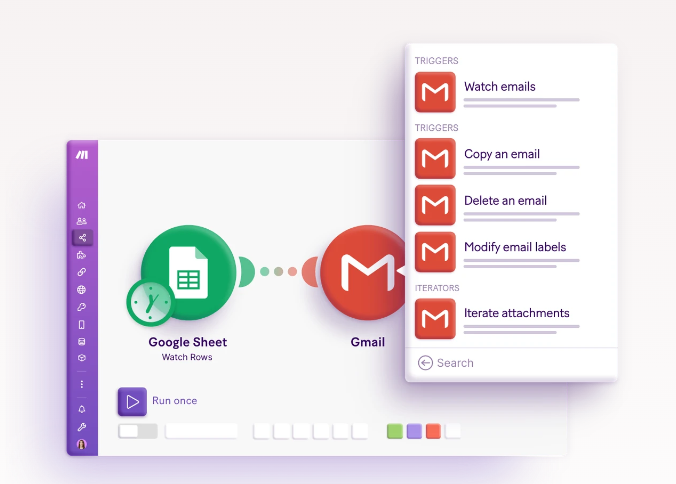 TRIGGERS
Watch emails
TRIGGERS
Copy an email
Delete an email
Modify email labels
ITERATORS
Iterate attachments
Search
Google Sheet
Watch Rows
Gmail
Run once